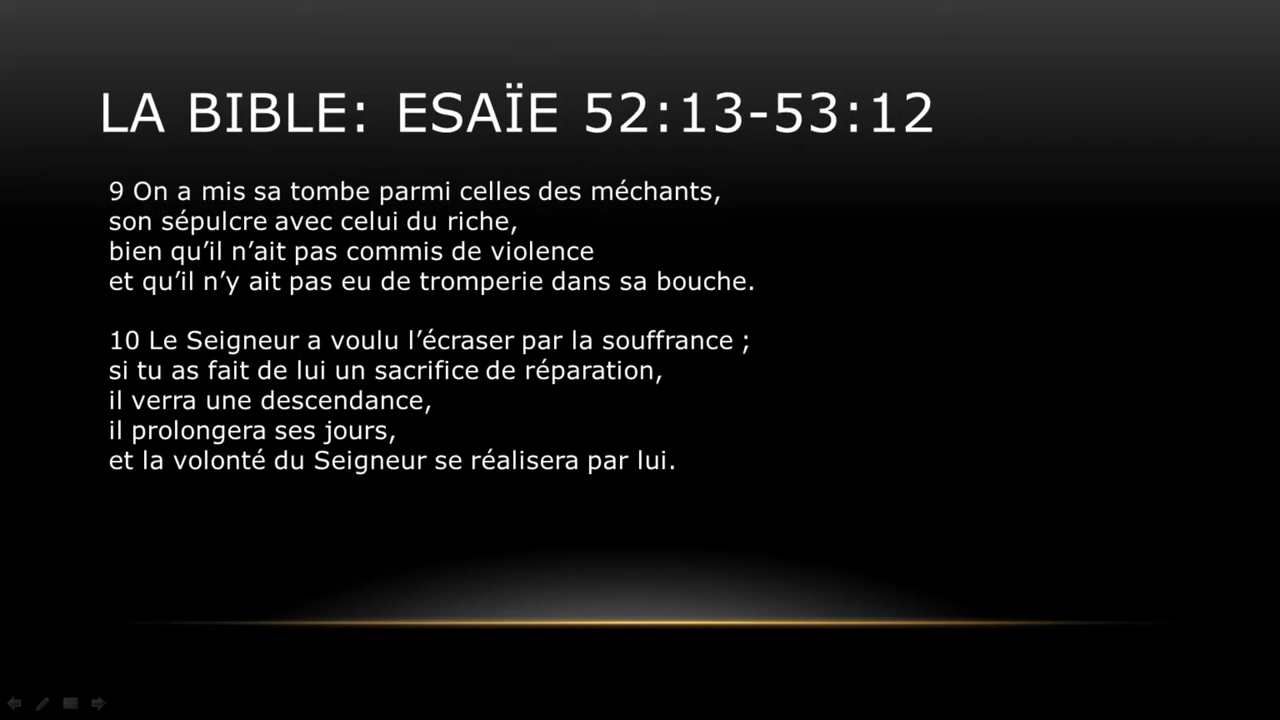 LA BIBLE: ESAÏE 52:13-53:12
9 On a mis sa tombe parmi celles des méchants,
son sépulcre avec celui du riche,
bien qu’il n’ait pas commis de violence
et qu’il n’y ait pas eu de tromperie dans sa bouche.
10 Le Seigneur a voulu l’écraser par la souffrance ;
si tu as fait de lui un sacrifice de réparation,
il verra une descendance,
il prolongera ses jours,
et la volonté du Seigneur se réalisera par lui.